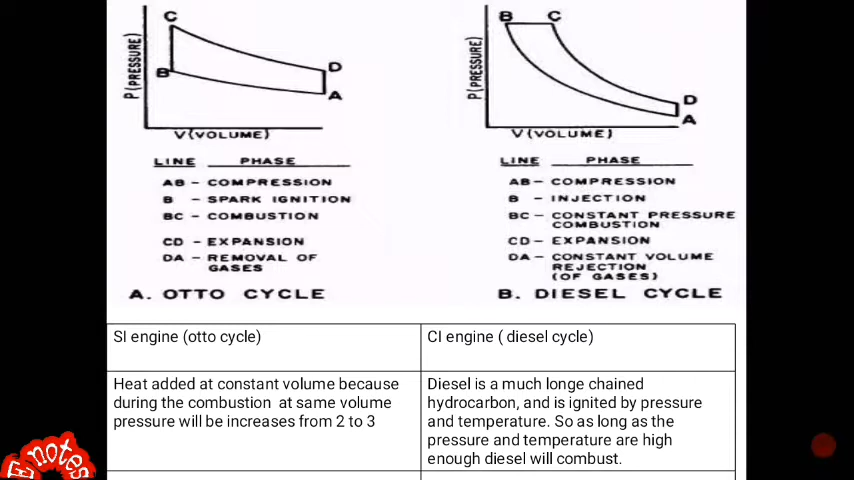 C
B
D
A
P(PRESSURE)
V(VOLUME)
LINE PHASE
AB - COMPRESSION
B - SPARK IGNITION
BC - COMBUSTION
CD - EXPANSION
DA - REMOVAL OF
GASES
A. OTTO CYCLE
B C
D
A
P(PRESSURE)
V(VOLUME)
LINE PHASE
AB - COMPRESSION
B - INJECTION
BC - CONSTANT PRESSURE
COMBUSTION
CD - EXPANSION
DA - CONSTANT VOLUME
REJECTION
(OF GASES)
B. DIESEL CYCLE
SI engine (otto cycle)
CI engine ( diesel cycle)
Heat added at constant volume because
during the combustion at same volume
pressure will be increases from 2 to 3
Diesel is a much longe chained
hydrocarbon, and is ignited by pressure
and temperature. So as long as the
pressure and temperature are high
enough diesel will combust.
E notes